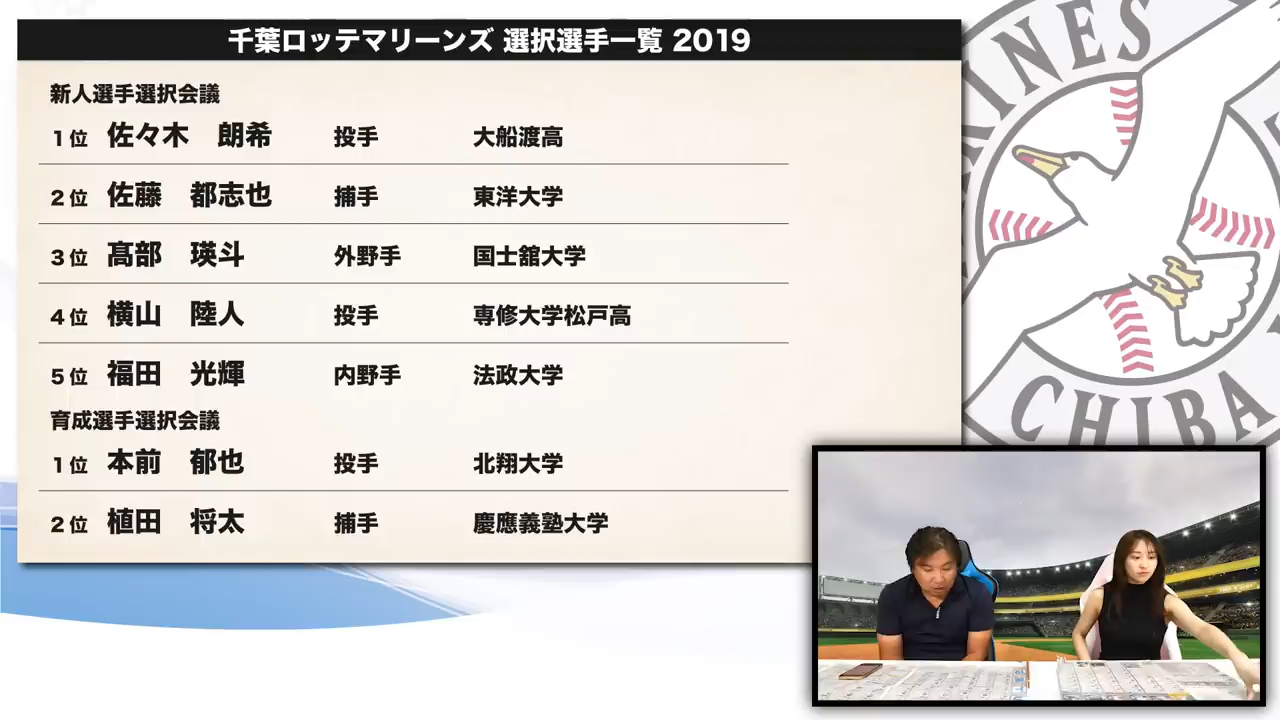 千葉ロッテマリーンズ 選択選手一覧 2019
新人選手選択会議
1位 佐々木 朗希 投手 大船渡高
2位 佐藤 都志也 捕手 東洋大学
3位 髙部 瑛斗 外野手 国士舘大学
4位 横山 陸人 投手 専修大学松戸高
5位 福田 光輝 内野手 法政大学
育成選手選択会議
1位 本前 郁也 投手 北翔大学
2位 植田 将太 捕手 慶應義塾大学
RINES
CHIBA